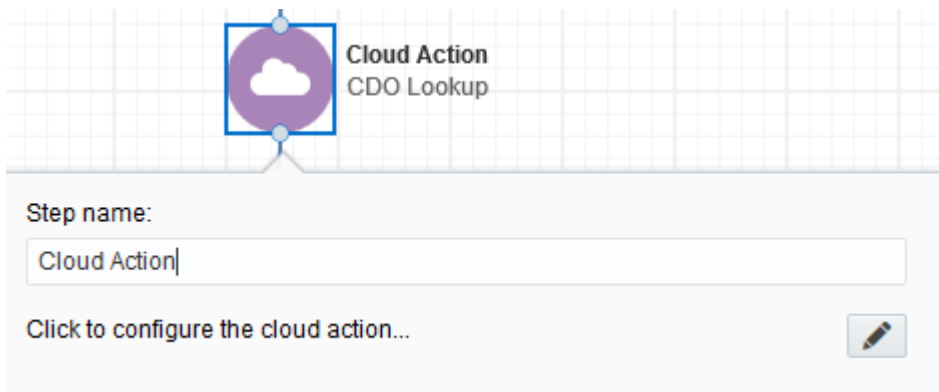 Cloud Action
CDO Lookup
Step name:
Cloud Action
Click to configure the cloud action...